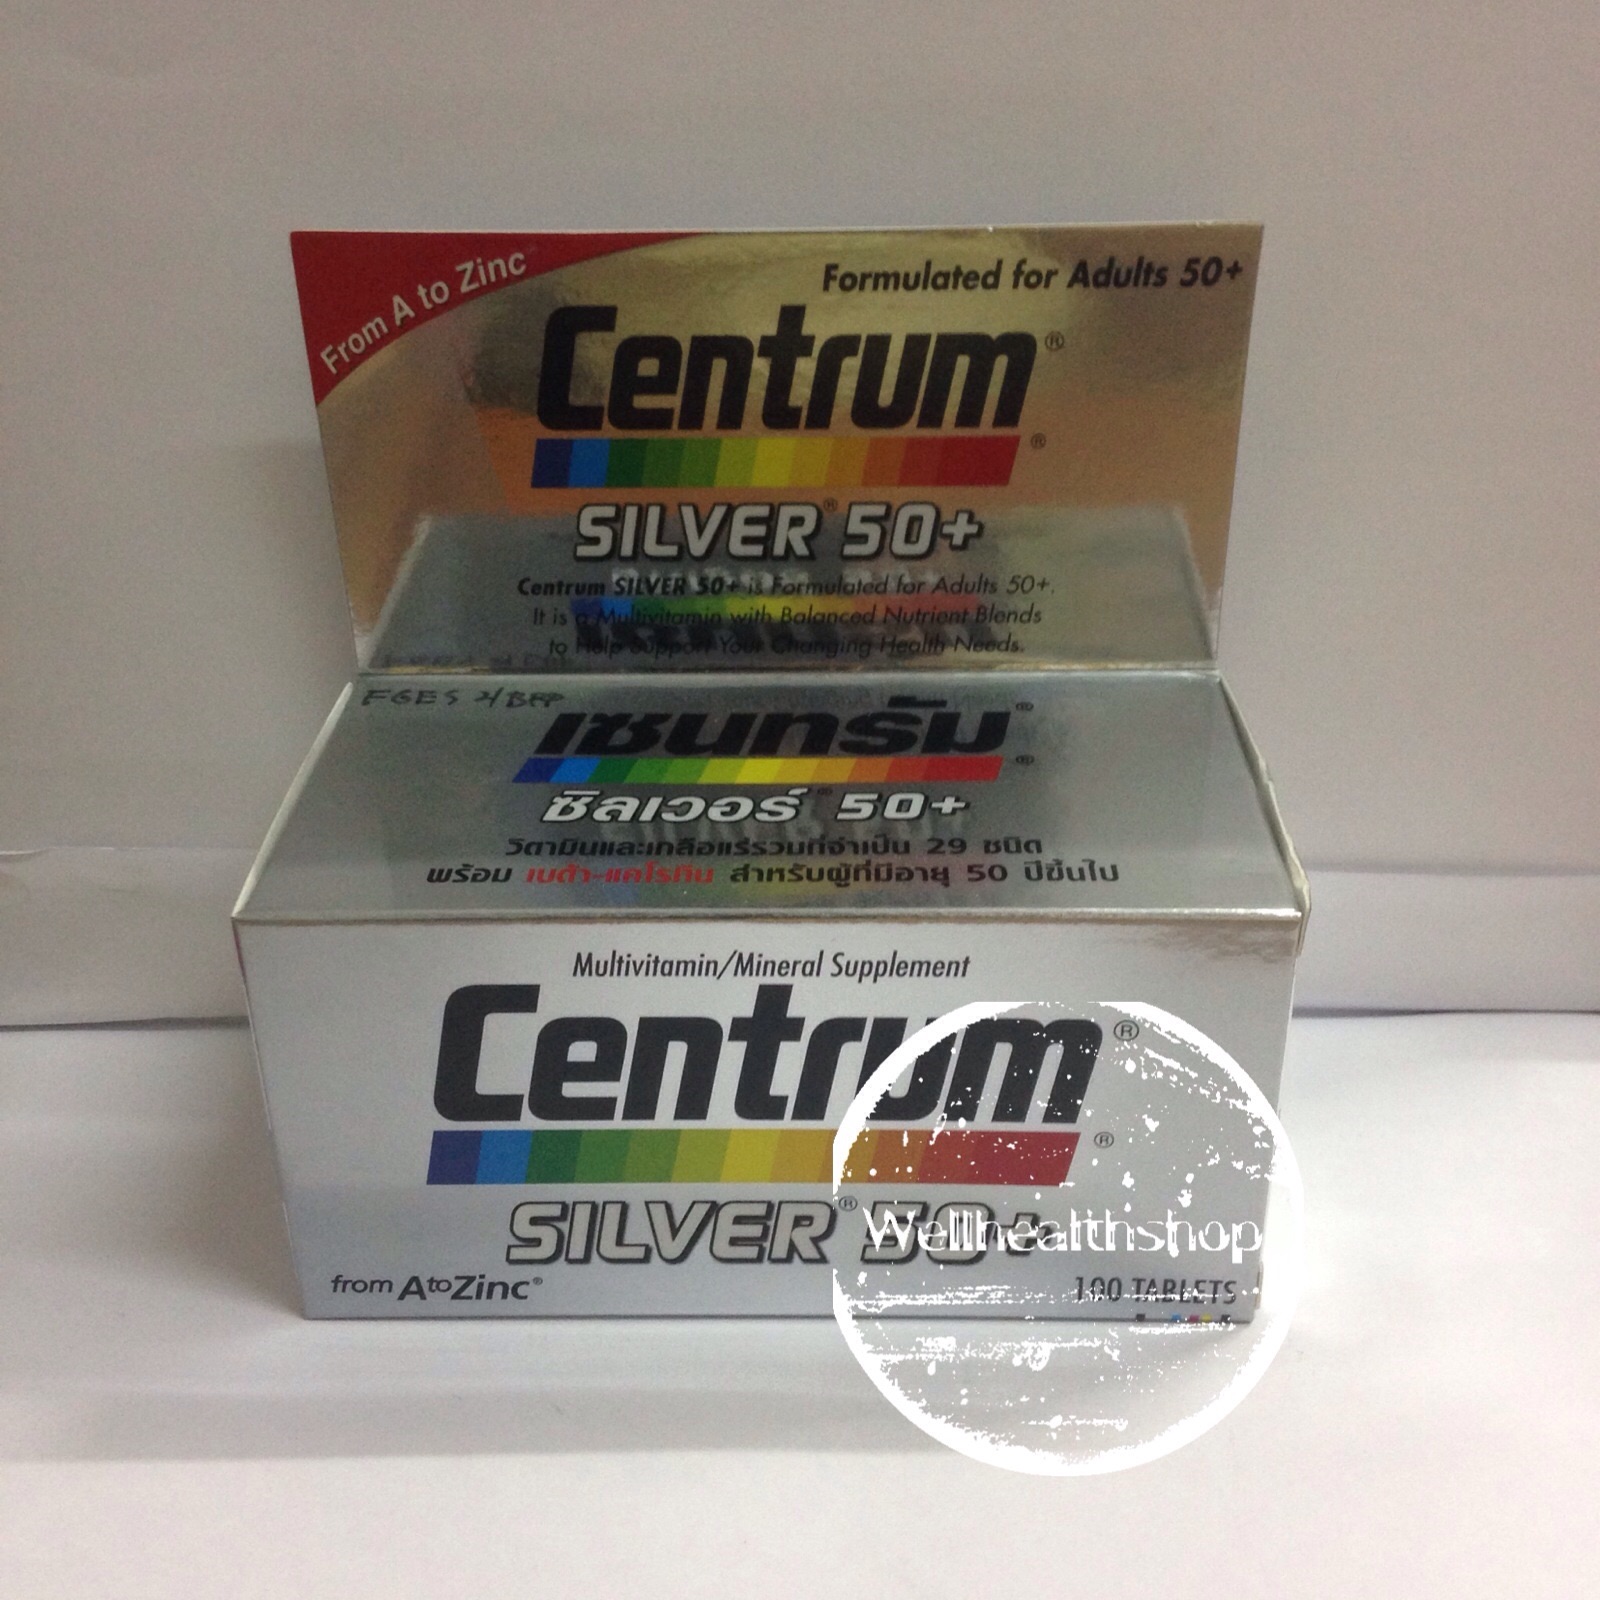 From A to Zinc™
Formulated for Adults 50+
Centrum®
®
SILVER® 50+
Centrum SILVER 50+ is Formulated for Adults 50+.
It is a Multivitamin with Balanced Nutrient Blends
to Help Support Your Changing Health Needs.
เซนทรัม®
®
ซิลเวอร์® 50+
วิตามินและเกลือแร่รวมที่จำเป็น 29 ชนิด
พร้อม เบต้า-แคโรทีน สำหรับผู้ที่มีอายุ 50 ปีขึ้นไป
Multivitamin/Mineral Supplement
Centrum®
®
SILVER® 50+
Wellhealthshop
from A to Zinc®
100 TABLETS